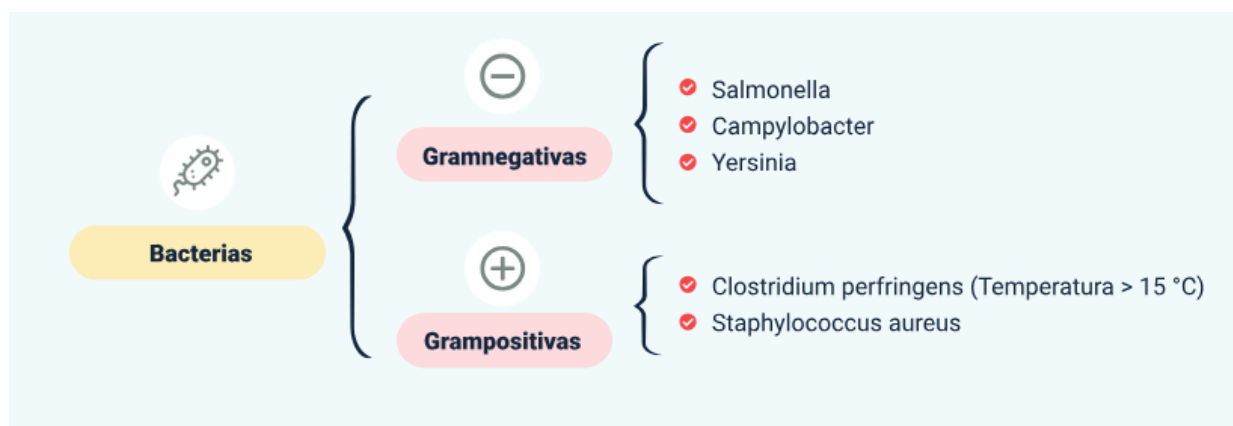 Bacterias
Gramnegativas
Salmonella
Campylobacter
Yersinia
Grampositivas
Clostridium perfringens (Temperatura > 15 °C)
Staphylococcus aureus